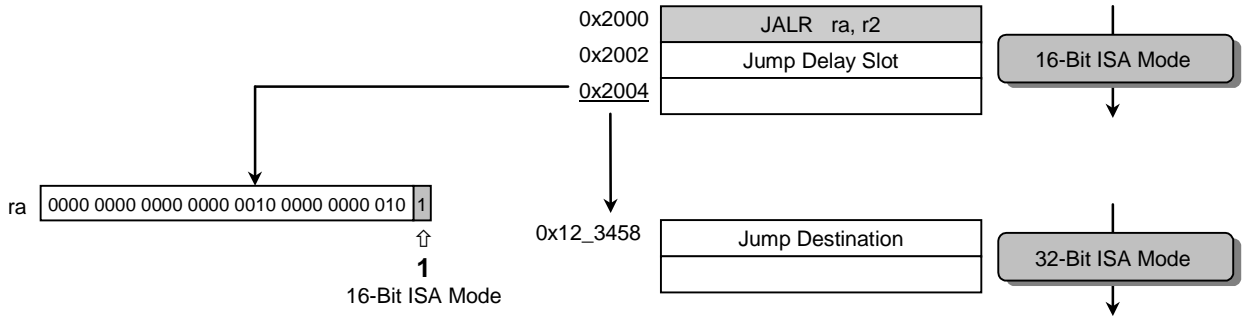 0x2000 JALR ra, r2
0x2002 Jump Delay Slot 16-Bit ISA Mode
0x2004
ra 0000 0000 0000 0000 0010 0000 0000 010 1
0x12_3458 Jump Destination
32-Bit ISA Mode
1
16-Bit ISA Mode